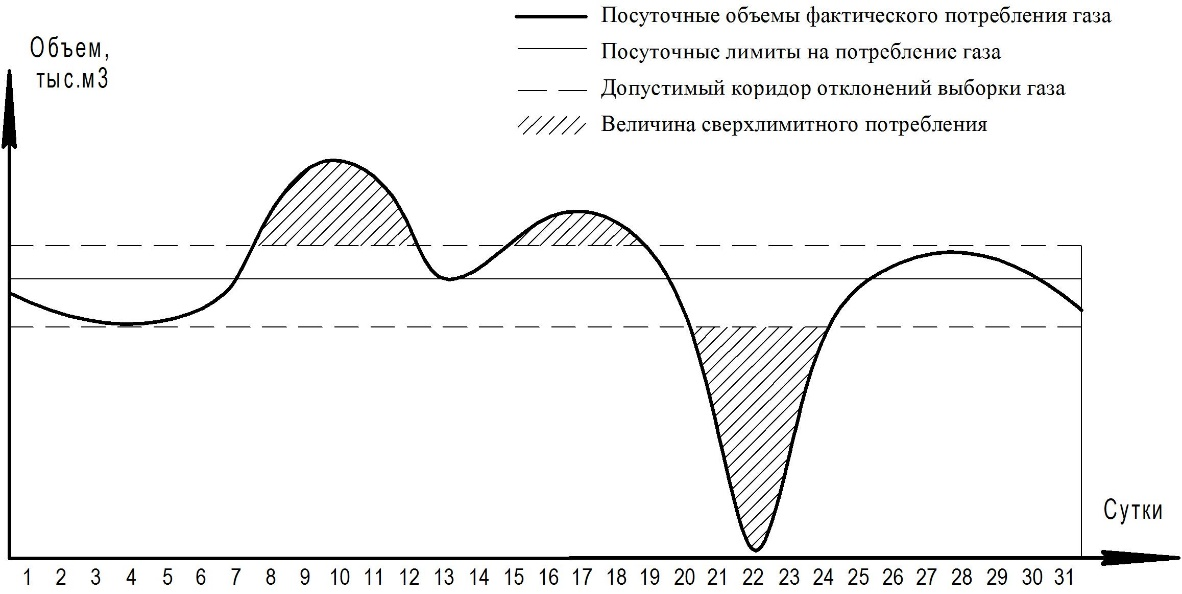 Посуточные объемы фактического потребления газа
Объем,
тыс.м3
Посуточные лимиты на потребление газа
Допустимый коридор отклонений выборки газа
Величина сверхлимитного потребления
Сутки
1 2 3 4 5 6 7 8 9 10 11 12 13 14 15 16 17 18 19 20 21 22 23 24 25 26 27 28 29 30 31